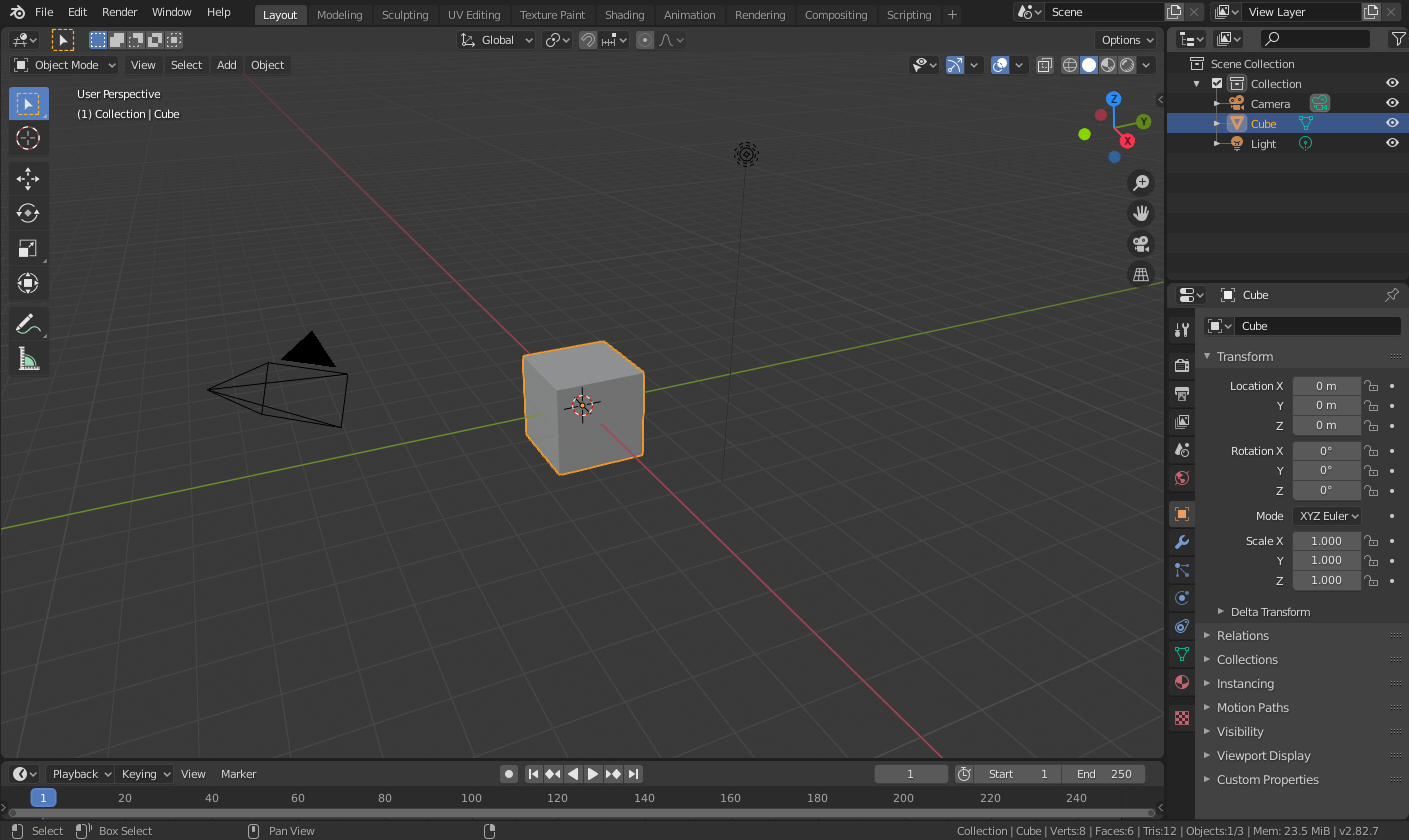 File Edit Render Window Help Layout Modeling Sculpting UV Editing Texture Paint Shading Animation Rendering Compositing Scripting + Scene View Layer
Global Options
Object Mode View Select Add Object
User Perspective
(1) Collection | Cube
Z
Y
X
Scene Collection
Collection
Camera
Cube
Light
Cube
Cube
Transform
Location X 0 m
Y 0 m
Z 0 m
Rotation X 0°
Y 0°
Z 0°
Mode XYZ Euler
Scale X 1.000
Y 1.000
Z 1.000
Delta Transform
Relations
Collections
Instancing
Motion Paths
Visibility
Viewport Display
Custom Properties
Playback Keying View Marker 1 Start 1 End 250
1 20 40 60 80 100 120 140 160 180 200 220 240
Select Box Select Pan View Collection | Cube | Verts:8 | Faces:6 | Tris:12 | Objects:1/3 | Mem: 23.5 MiB | v2.82.7